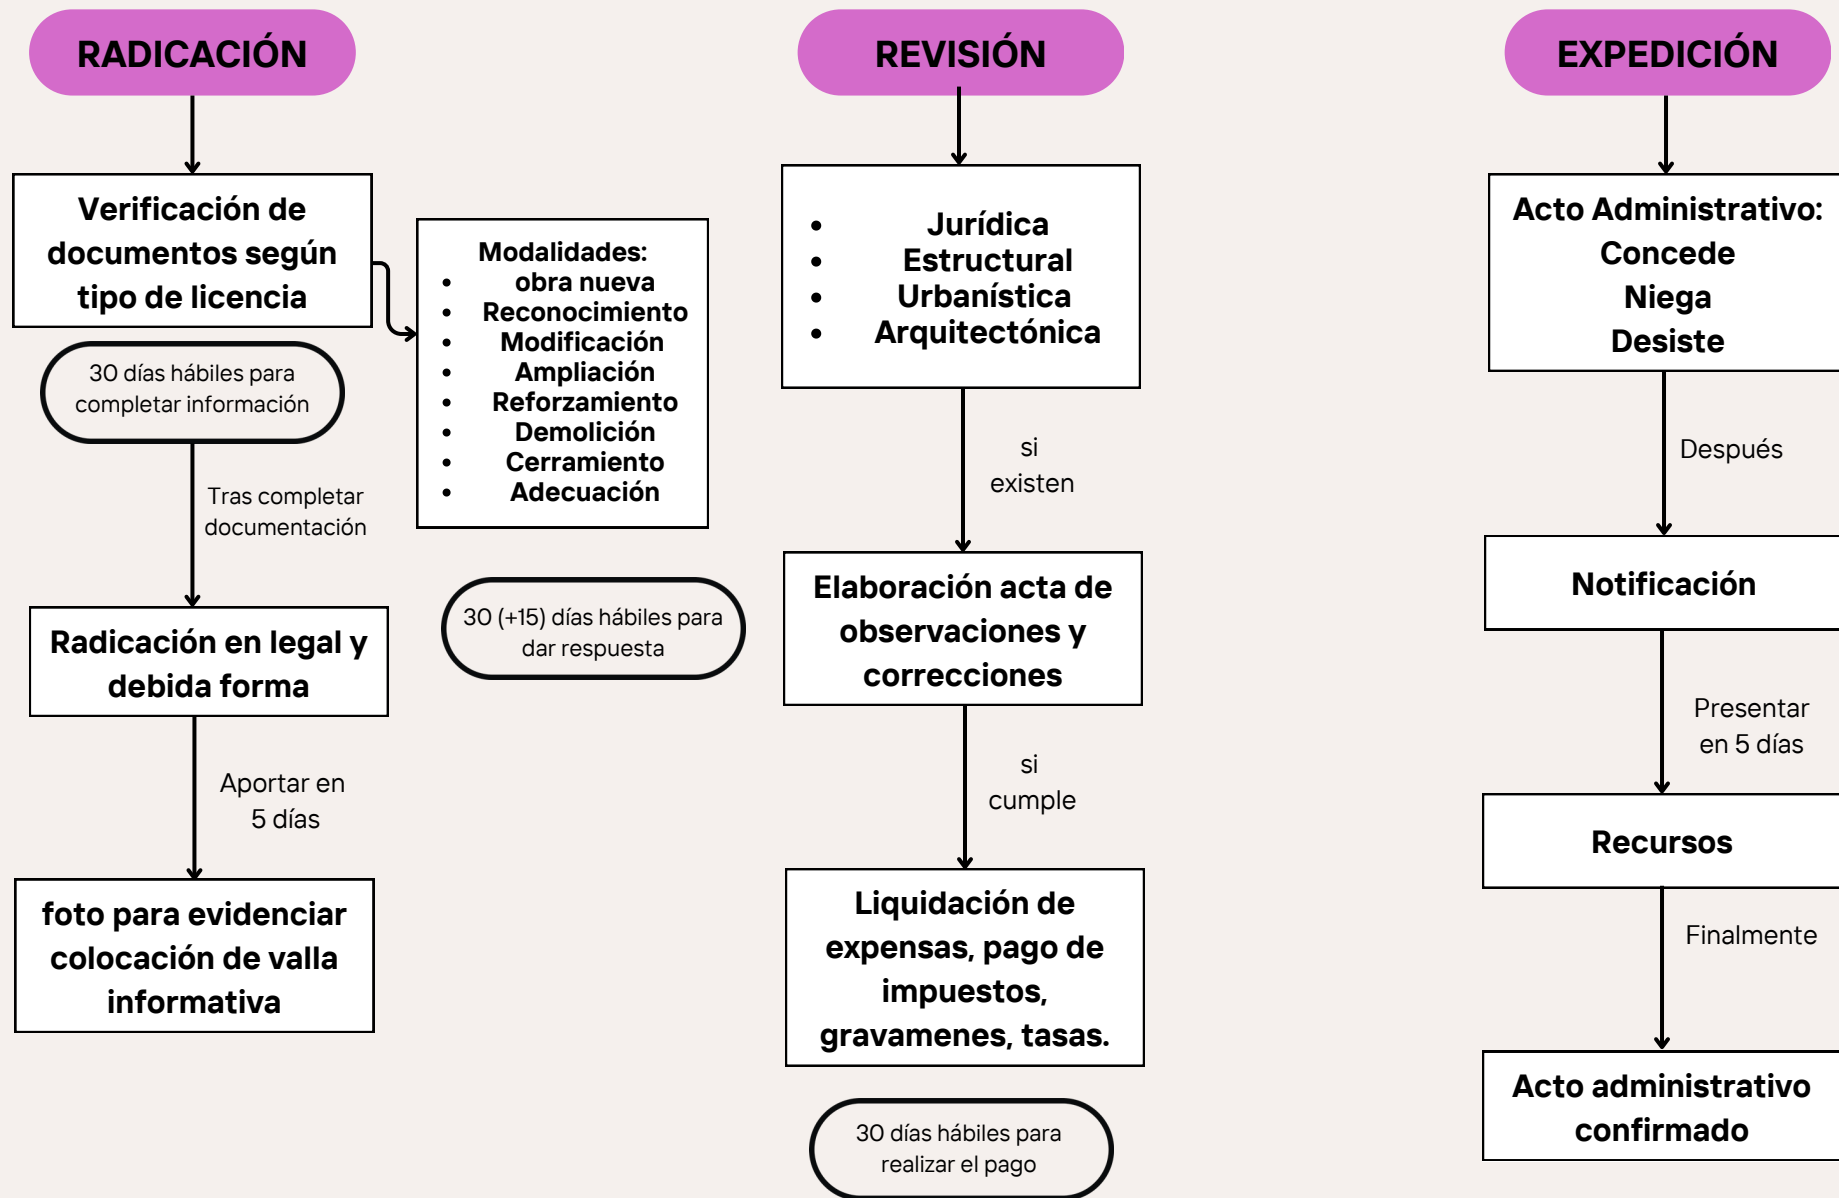 RADICACIÓN
Verificación de
documentos según
tipo de licencia
30 días hábiles para
completar información
Tras completar
documentación
Radicación en legal y
debida forma
Aportar en
5 días
foto para evidenciar
colocación de valla
informativa
Modalidades:
• obra nueva
• Reconocimiento
• Modificación
• Ampliación
• Reforzamiento
• Demolición
• Cerramiento
• Adecuación
REVISIÓN
• Jurídica
• Estructural
• Urbanística
• Arquitectónica
si
existen
30 (+15) días hábiles para
dar respuesta
Elaboración acta de
observaciones y
correcciones
si
cumple
Liquidación de
expensas, pago de
impuestos,
gravamenes, tasas.
30 días hábiles para
realizar el pago
EXPEDICIÓN
Acto Administrativo:
Concede
Niega
Desiste
Después
Notificación
Presentar
en 5 días
Recursos
Finalmente
Acto administrativo
confirmado